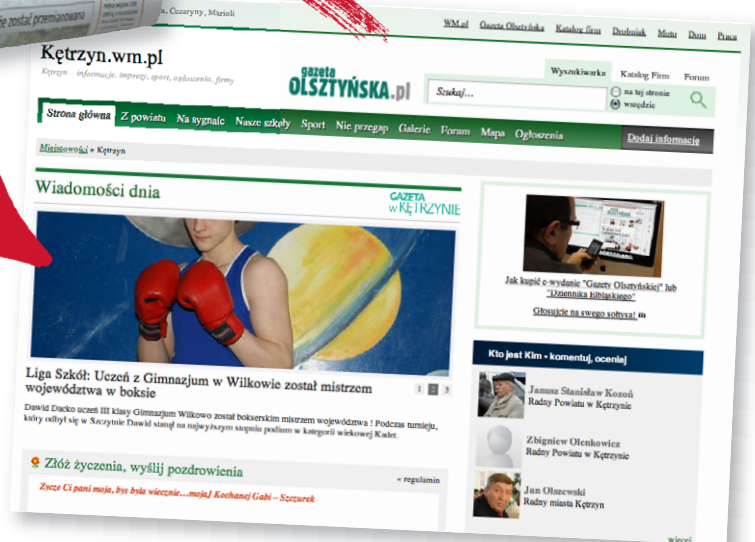 e zostać przemianowana
a, Cezaryny, Marioli
WM.pl Gazeta Olsztyńska Katalog firm Drobniak Moto Dom Praca
Kętrzyn.wm.pl
Kętrzyn – informacje, imprezy, sport, ogłoszenia, firmy
gazeta
OLSZTYŃSKA.pl
Wyszukiwarka Katalog Firm Forum
Szukaj...
na tej stronie
wszędzie
Strona główna Z powiatu Na sygnale Nasze szkoły Sport Nie przegap Galerie Forum Mapa Ogłoszenia
Dodaj informację
Miejscowości » Kętrzyn
Wiadomości dnia
GAZETA
W KĘTRZYNIE
Jak kupić e-wydanie "Gazety Olsztyńskiej" lub
"Dziennika Elbląskiego"
Głosujcie na swego sołtysa!
Liga Szkół: Uczeń z Gimnazjum w Wilkowie został mistrzem
województwa w boksie
1 2 3
Dawid Dacko uczeń III klasy Gimnazjum Wilkowo został bokserskim mistrzem województwa ! Podczas turnieju,
który odbył się w Szczytnie Dawid stanął na najwyższym stopniu podium w kategorii wiekowej Kadet.
Kto jest Kim - komentuj, oceniaj
Janusz Stanisław Kozoń
Radny Powiatu w Kętrzynie
Zbigniew Olenkowicz
Radny Powiatu w Kętrzynie
Jan Olszewski
Radny miasta Kętrzyn
więcej
Złóż życzenia, wyślij pozdrowienia
« regulamin
Zycze Ci pani moja, bys byla wiecznie...moja] Kochanej Gabi – Szczurek